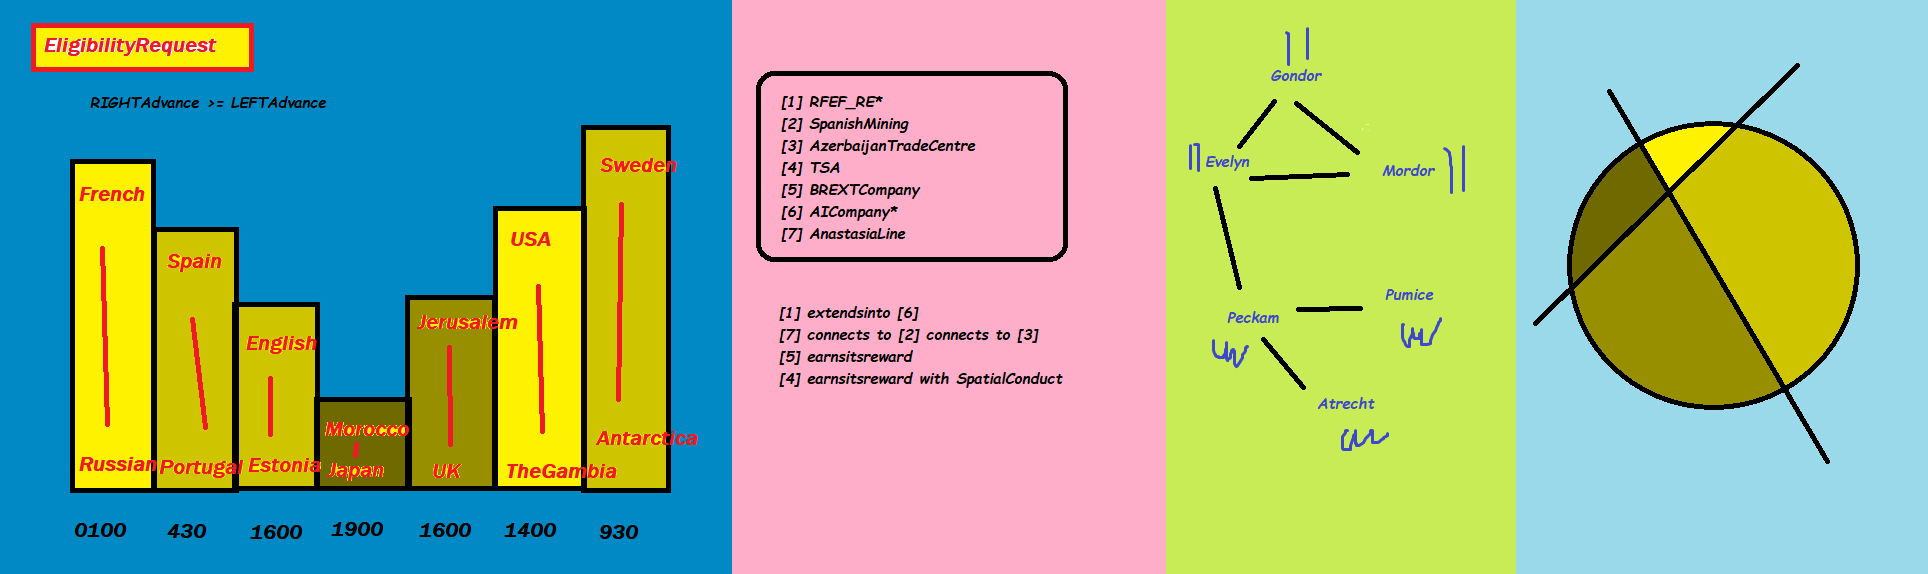 EligibilityRequest
RIGHTAdvance >= LEFTAdvance
French
Spain
English
Morocco
Jerusalem
USA
Sweden
Russian
Portugal
Estonia
Japan
UK
TheGambia
Antarctica
0100
430
1600
1900
1600
1400
930
[1] RFEF_RE*
[2] SpanishMining
[3] AzerbaijanTradeCentre
[4] TSA
[5] BREXTCompany
[6] AICompany*
[7] AnastasiaLine
[1] extendsinto [6]
[7] connects to [2] connects to [3]
[5] earnsitsreward
[4] earnsitsreward with SpatialConduct
Gondor
Evelyn
Mordor
Peckam
Pumice
Atrecht